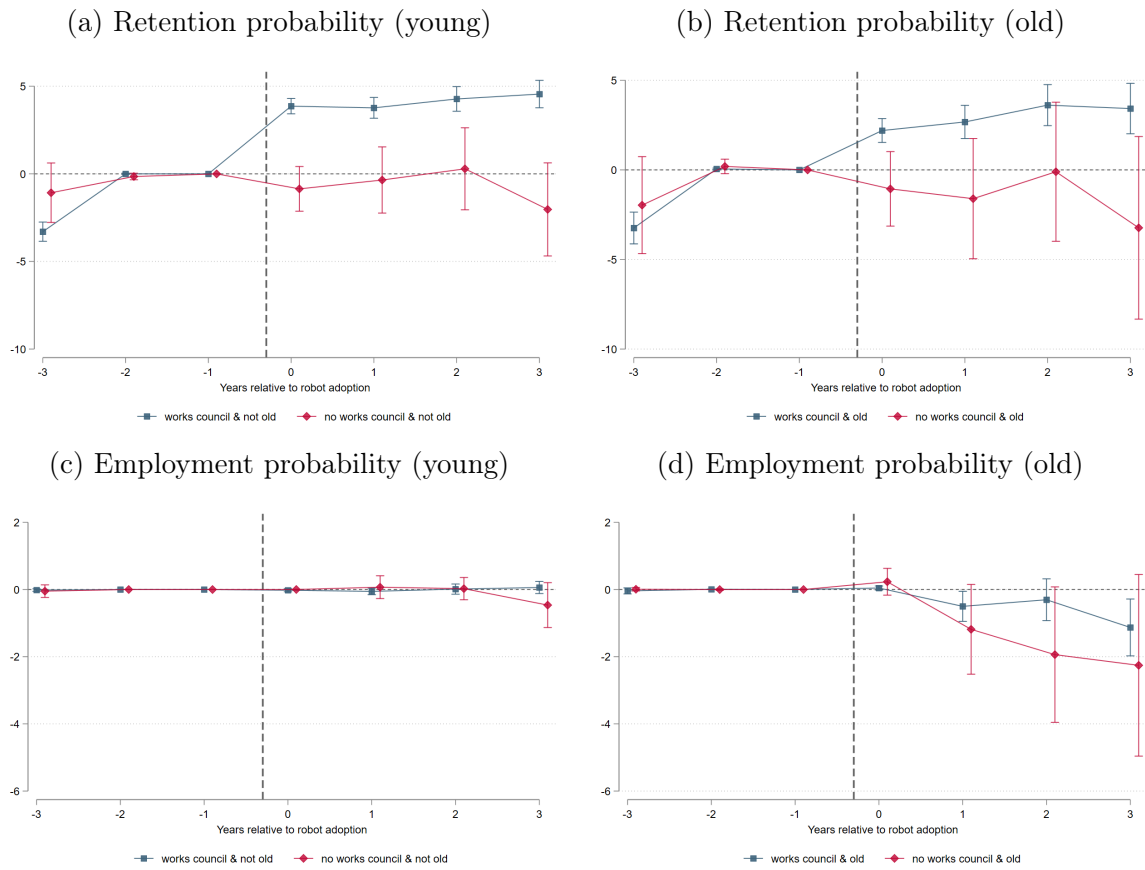 (a) Retention probability (young)
(b) Retention probability (old)
5
0
-5
-10
-3 -2 -1 0 1 2 3
Years relative to robot adoption
works council & not old no works council & not old
5
0
-5
-10
-3 -2 -1 0 1 2 3
Years relative to robot adoption
works council & old no works council & old
(c) Employment probability (young)
(d) Employment probability (old)
2
0
-2
-4
-6
-3 -2 -1 0 1 2 3
Years relative to robot adoption
works council & not old no works council & not old
2
0
-2
-4
-6
-3 -2 -1 0 1 2 3
Years relative to robot adoption
works council & old no works council & old